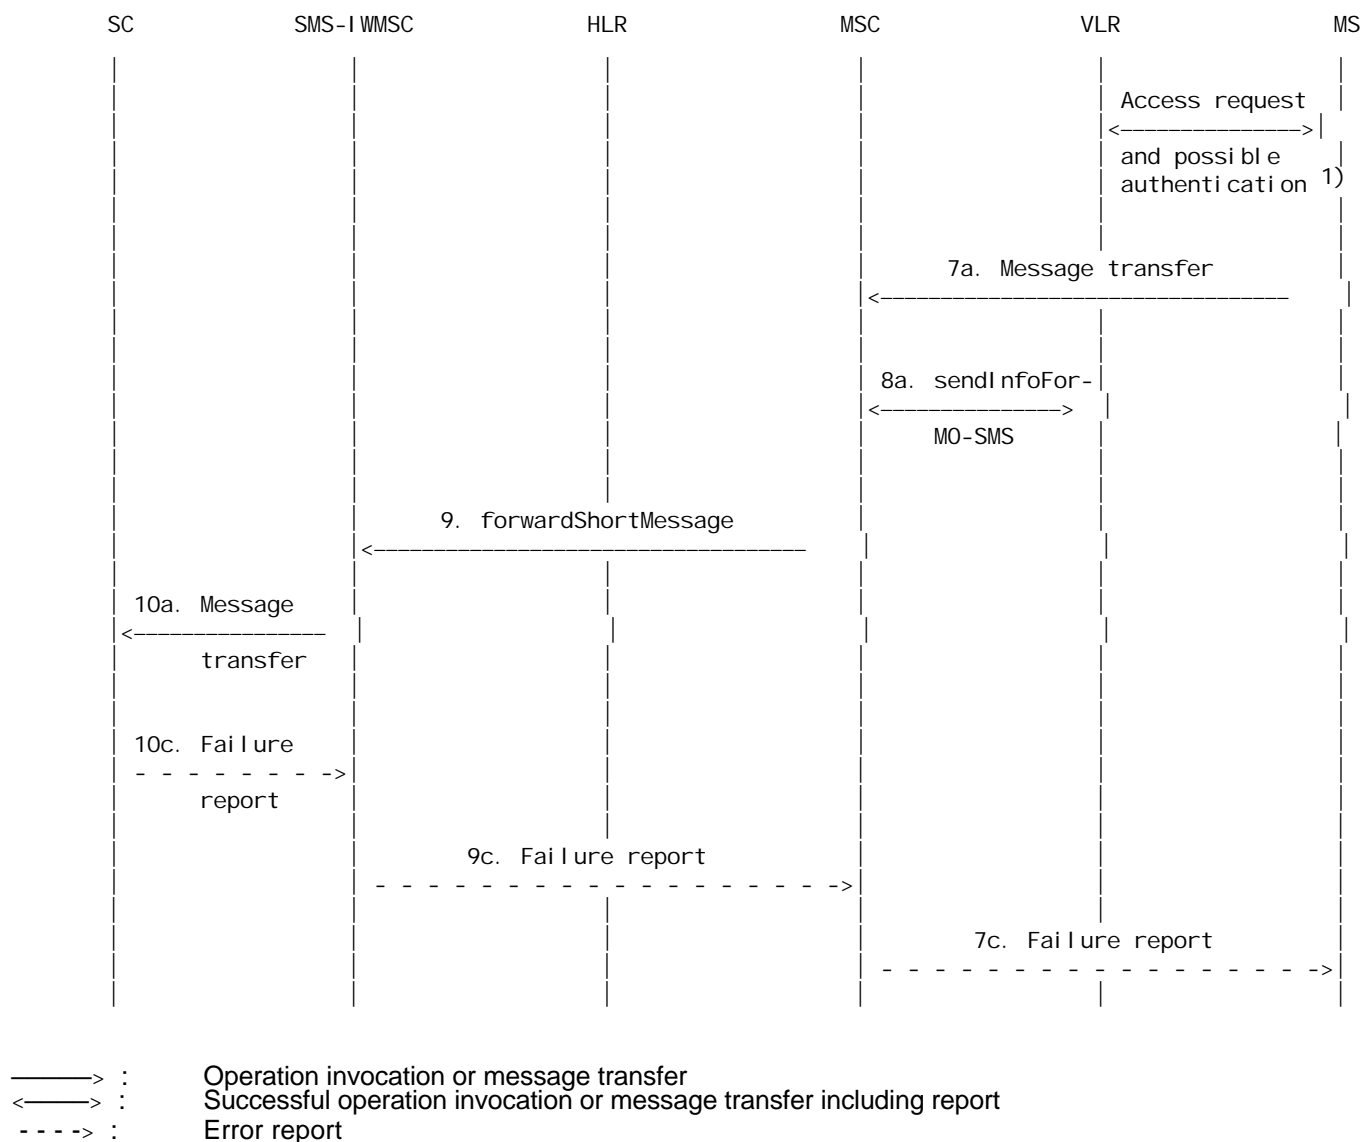 SC SMS-IWMSC HLR MSC VLR MS
Access request
and possible
authentication 1)
7a. Message transfer
8a. sendInfoFor-
MO-SMS
9. forwardShortMessage
10a. Message
transfer
10c. Failure
report
9c. Failure report
7c. Failure report
: Operation invocation or message transfer
: Successful operation invocation or message transfer including report
: Error report